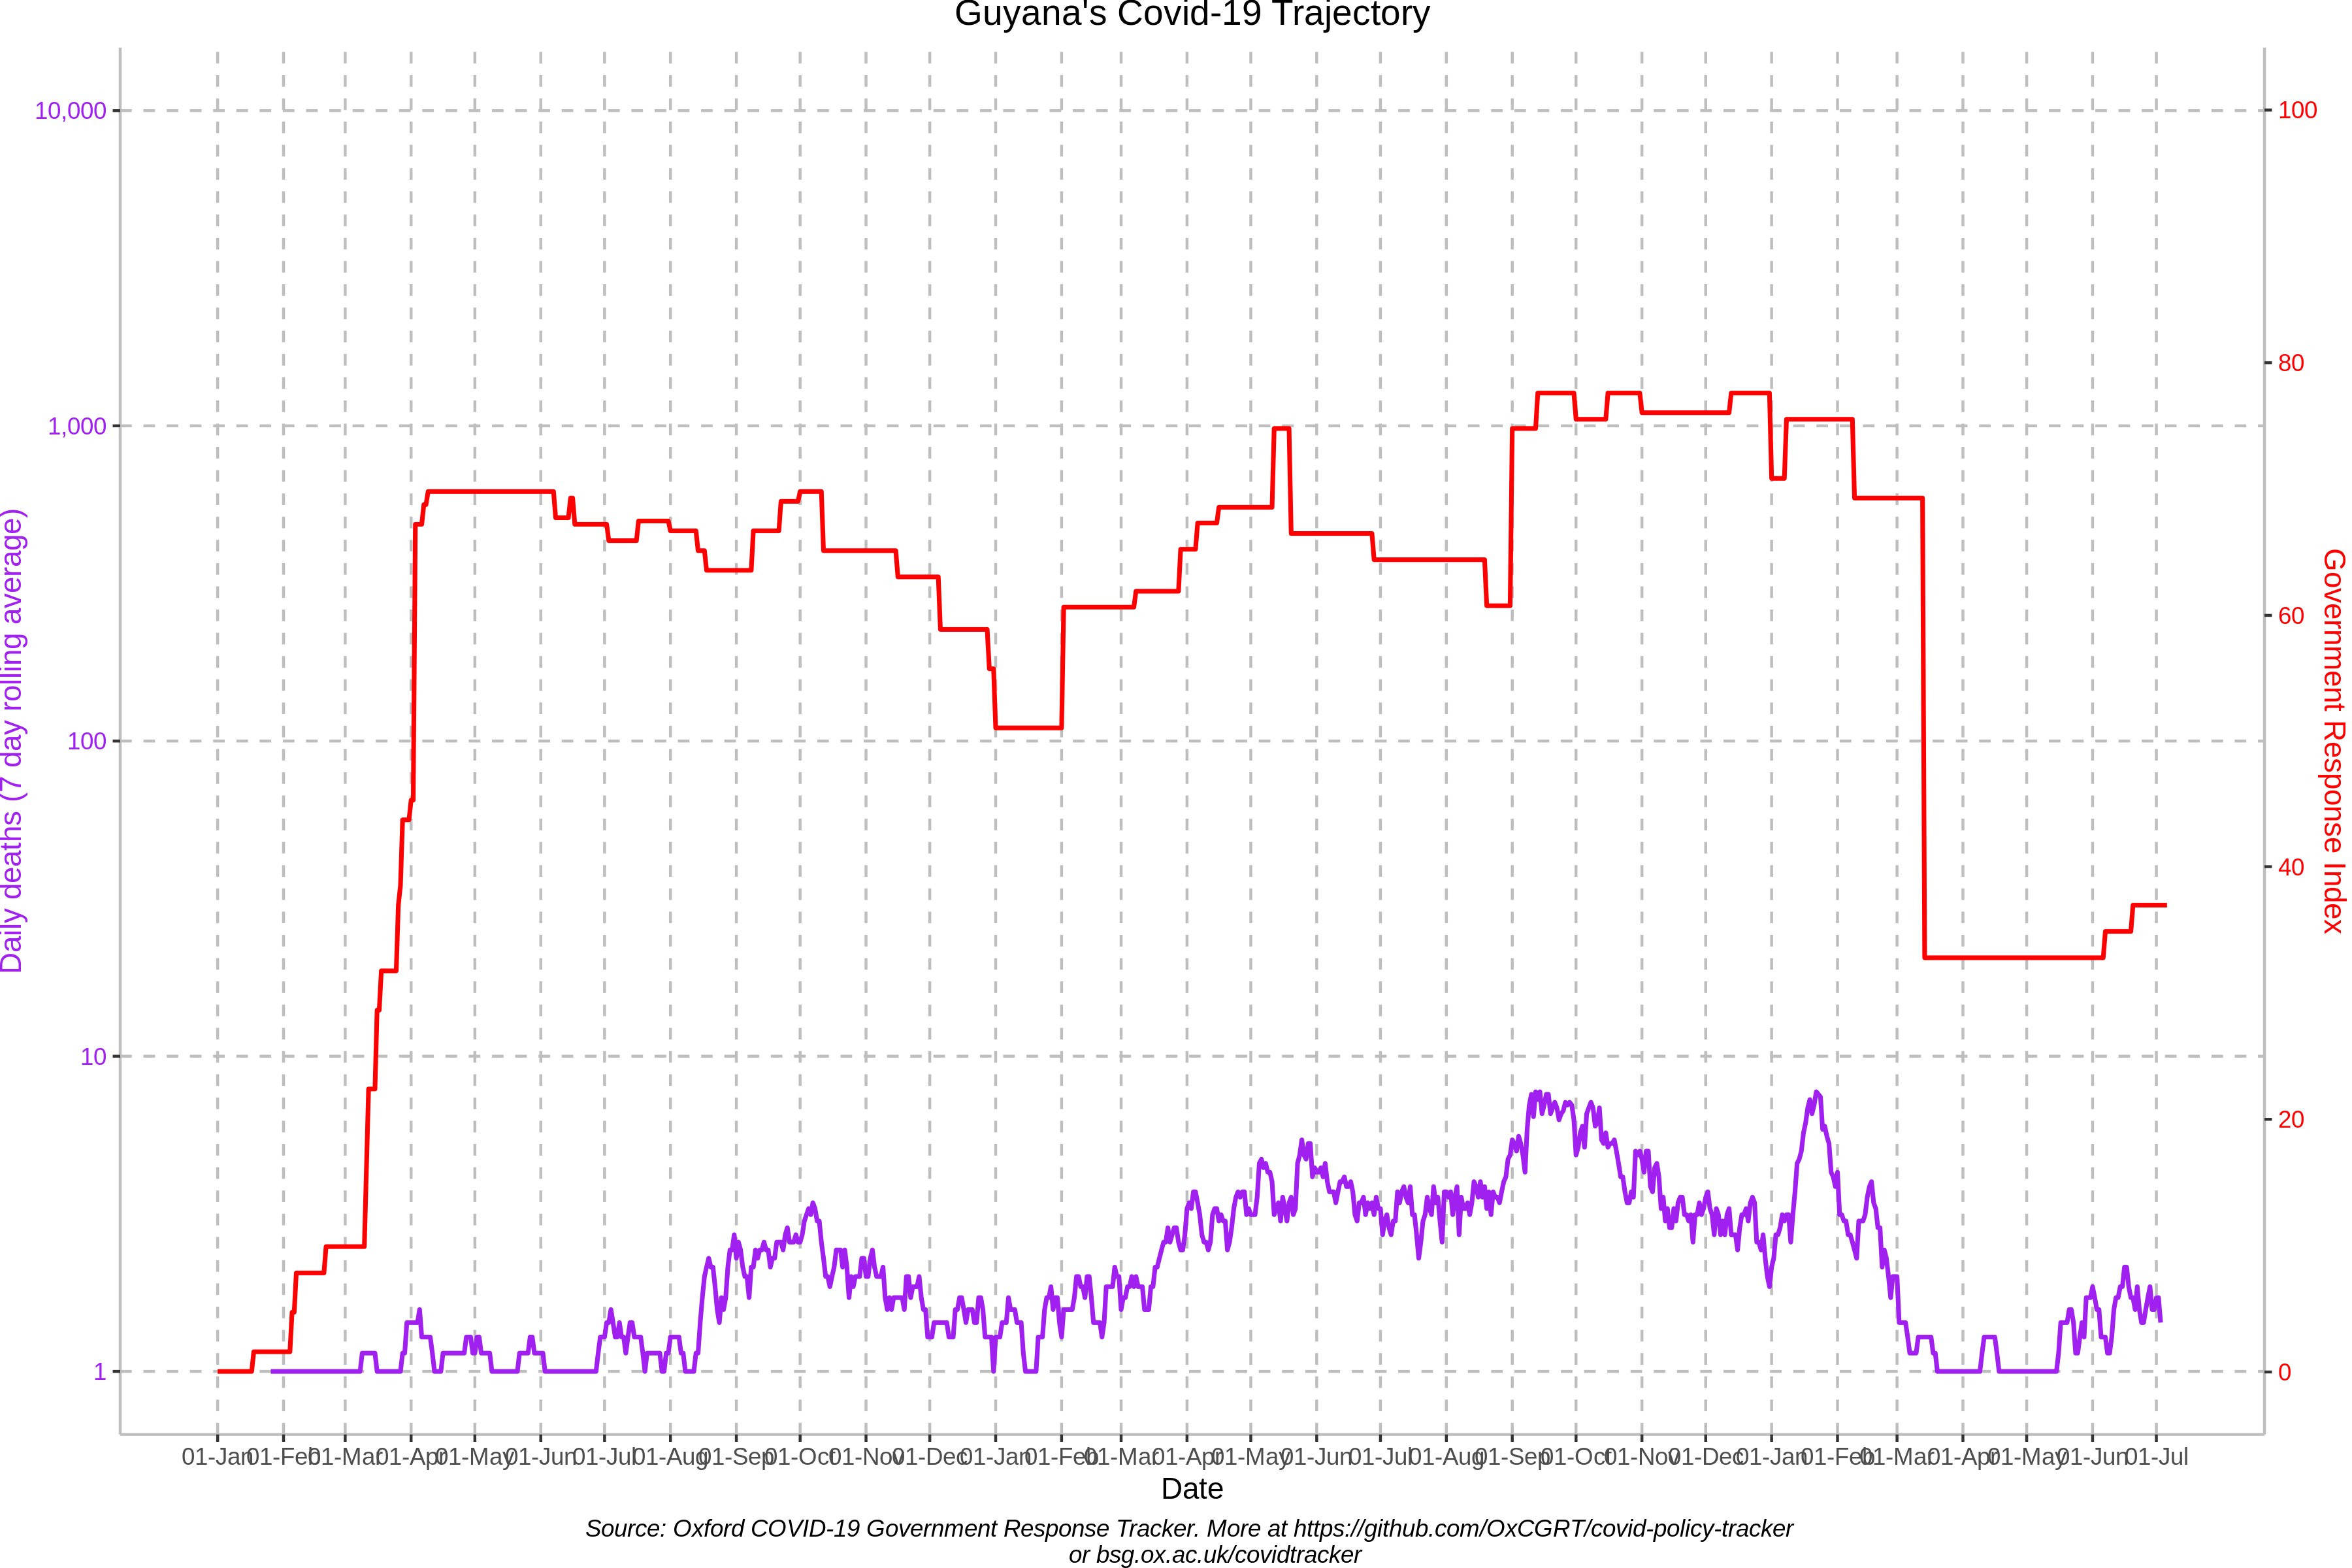 Guyana's Covid-19 Trajectory
10,000
1,000
100
10
1
Daily deaths (7 day rolling average)
100
80
60
40
20
0
Government Response Index
01-Jan 01-Feb 01-Mar 01-Apr 01-May 01-Jun 01-Jul 01-Aug 01-Sep 01-Oct 01-Nov 01-Dec 01-Jan 01-Feb 01-Mar 01-Apr 01-May 01-Jun 01-Jul 01-Aug 01-Sep 01-Oct 01-Nov 01-Dec 01-Jan 01-Feb 01-Mar 01-Apr 01-May 01-Jun 01-Jul
Date
Source: Oxford COVID-19 Government Response Tracker. More at https://github.com/OxCGRT/covid-policy-tracker
or bsg.ox.ac.uk/covidtracker